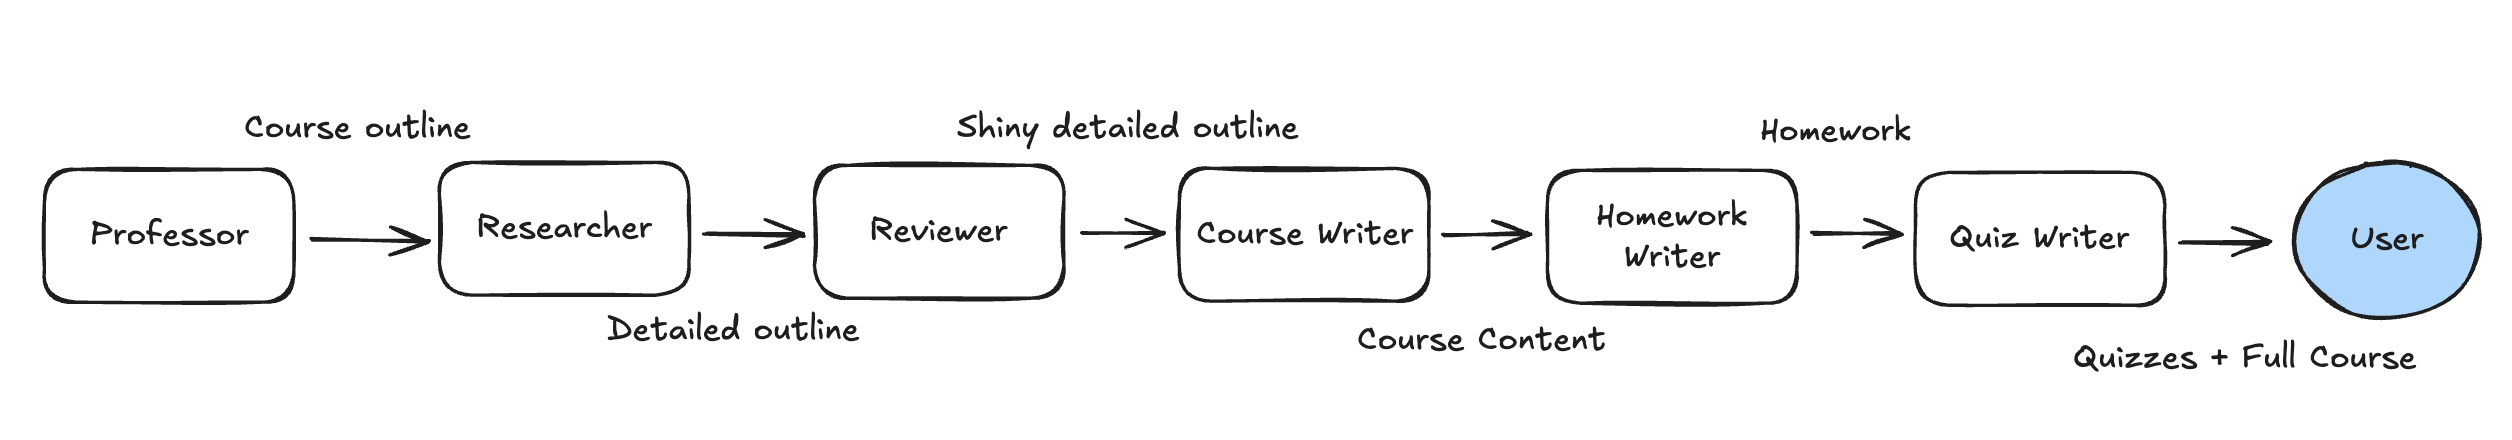 Course outline
Shiny detailed outline
Homework
Professor
Researcher
Reviewer
Course Writer
Homework
Writer
Quiz Writer
User
Detailed outline
Course Content
Quizzes + Full Course